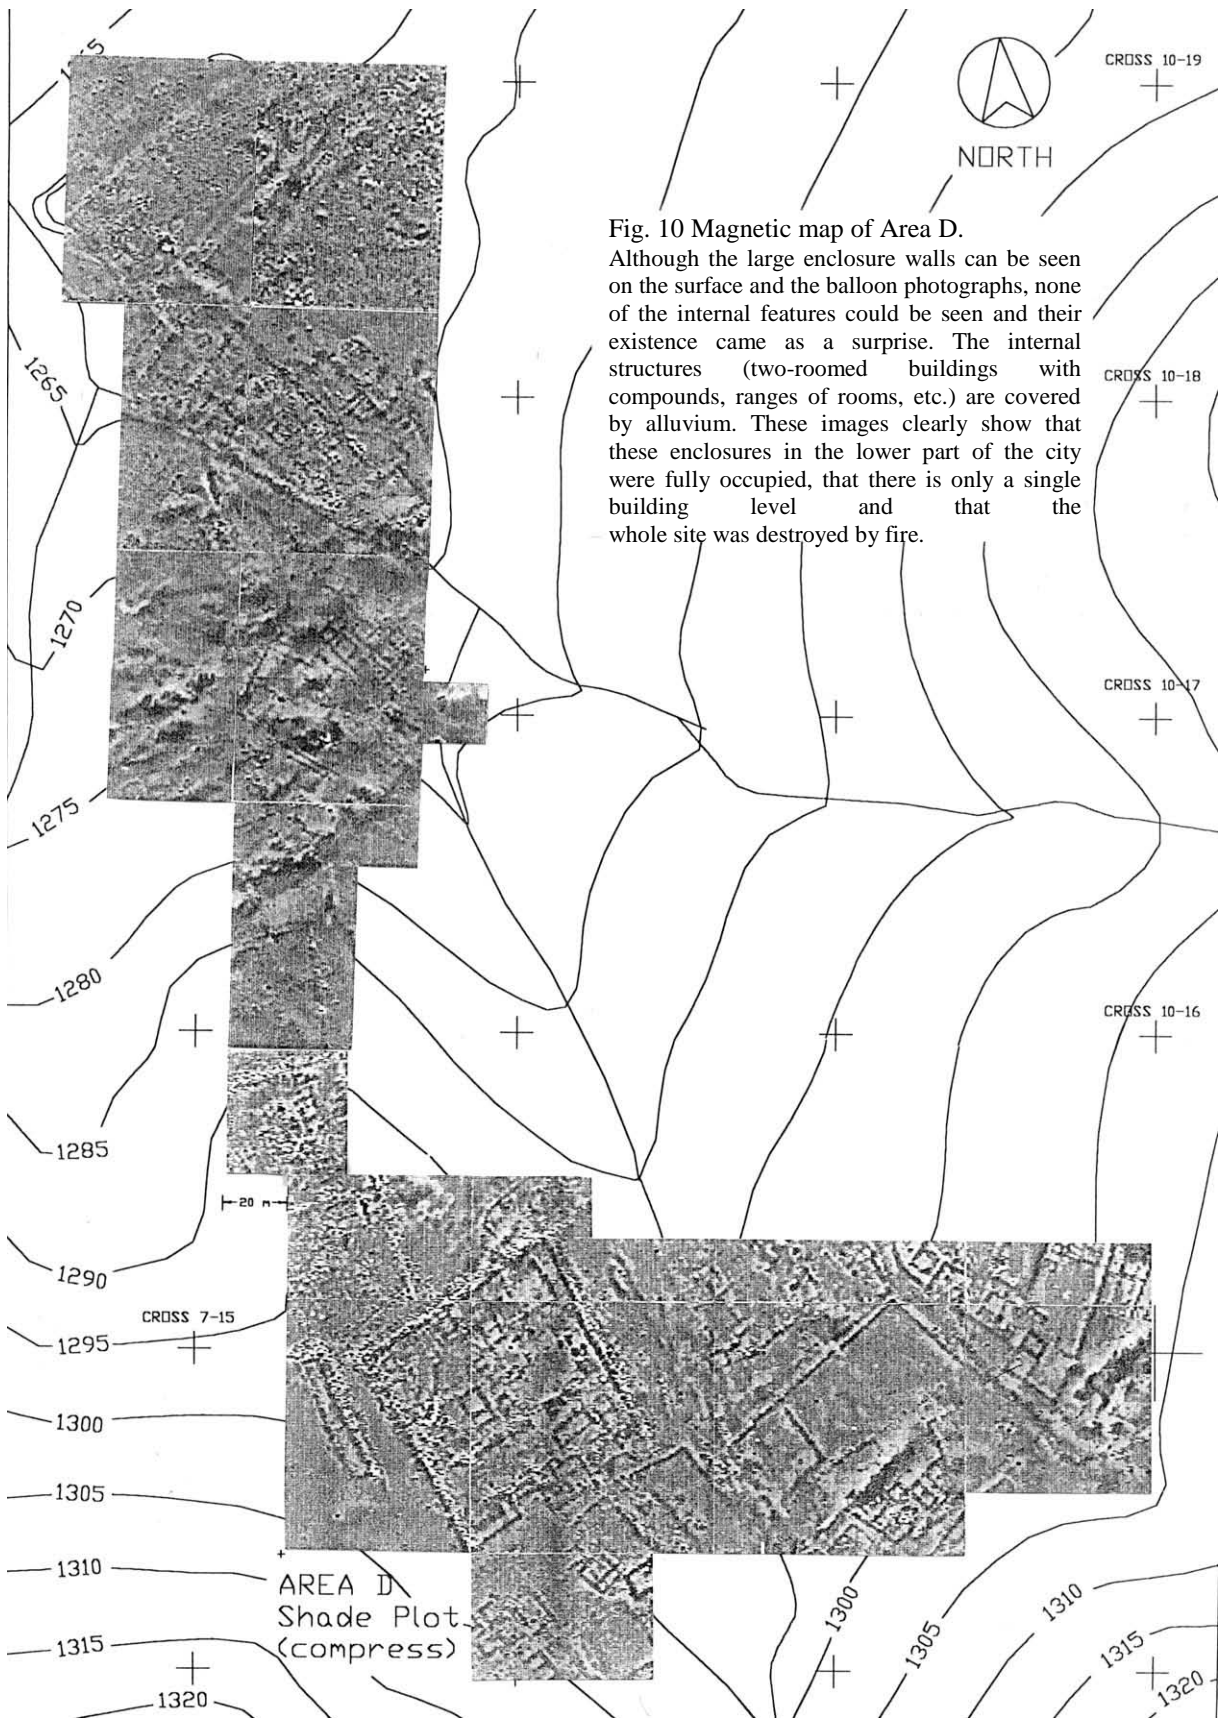 CROSS 10-19
NORTH
Fig. 10 Magnetic map of Area D.
Although the large enclosure walls can be seen
on the surface and the balloon photographs, none
of the internal features could be seen and their
existence came as a surprise. The internal
structures (two-roomed buildings with
compounds, ranges of rooms, etc.) are covered
by alluvium. These images clearly show that
these enclosures in the lower part of the city
were fully occupied, that there is only a single
building level and that the
whole site was destroyed by fire.
1265
CROSS 10-18
1270
CROSS 10-17
1275
1280
CROSS 10-16
1285
20 m
1290
CROSS 7-15
1295
1300
1305
1310
AREA D
Shade Plot
(compress)
1315
1320
1300
1305
1310
1315
1320